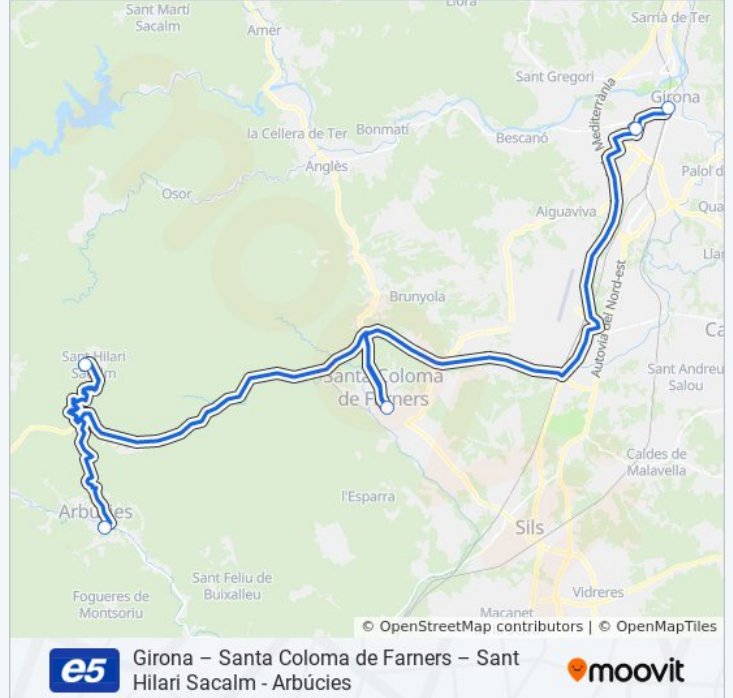 Llorà
Sant Martí
Sacalm
Sarrià de Ter
Amer
Sant Gregori
Girona
Mediterrània
la Cellera de Ter
Bonmatí
Bescanó
Anglès
Palol d
Osor
Qua
Aiguaviva
Llar
Autovia del Nord-est
Brunyola
Ca
Sant Hilari
Sacalm
Santa Coloma
de Farners
Sant Andreu
Salou
Caldes de
Malavella
l'Esparra
Arbúcies
Sils
Sant Feliu de
Buixalleu
Fogueres de
Montsoriu
Vidreres
Maçanet
© OpenStreetMap contributors | © OpenMapTiles
e5
Girona – Santa Coloma de Farners – Sant
Hilari Sacalm - Arbúcies
moovit